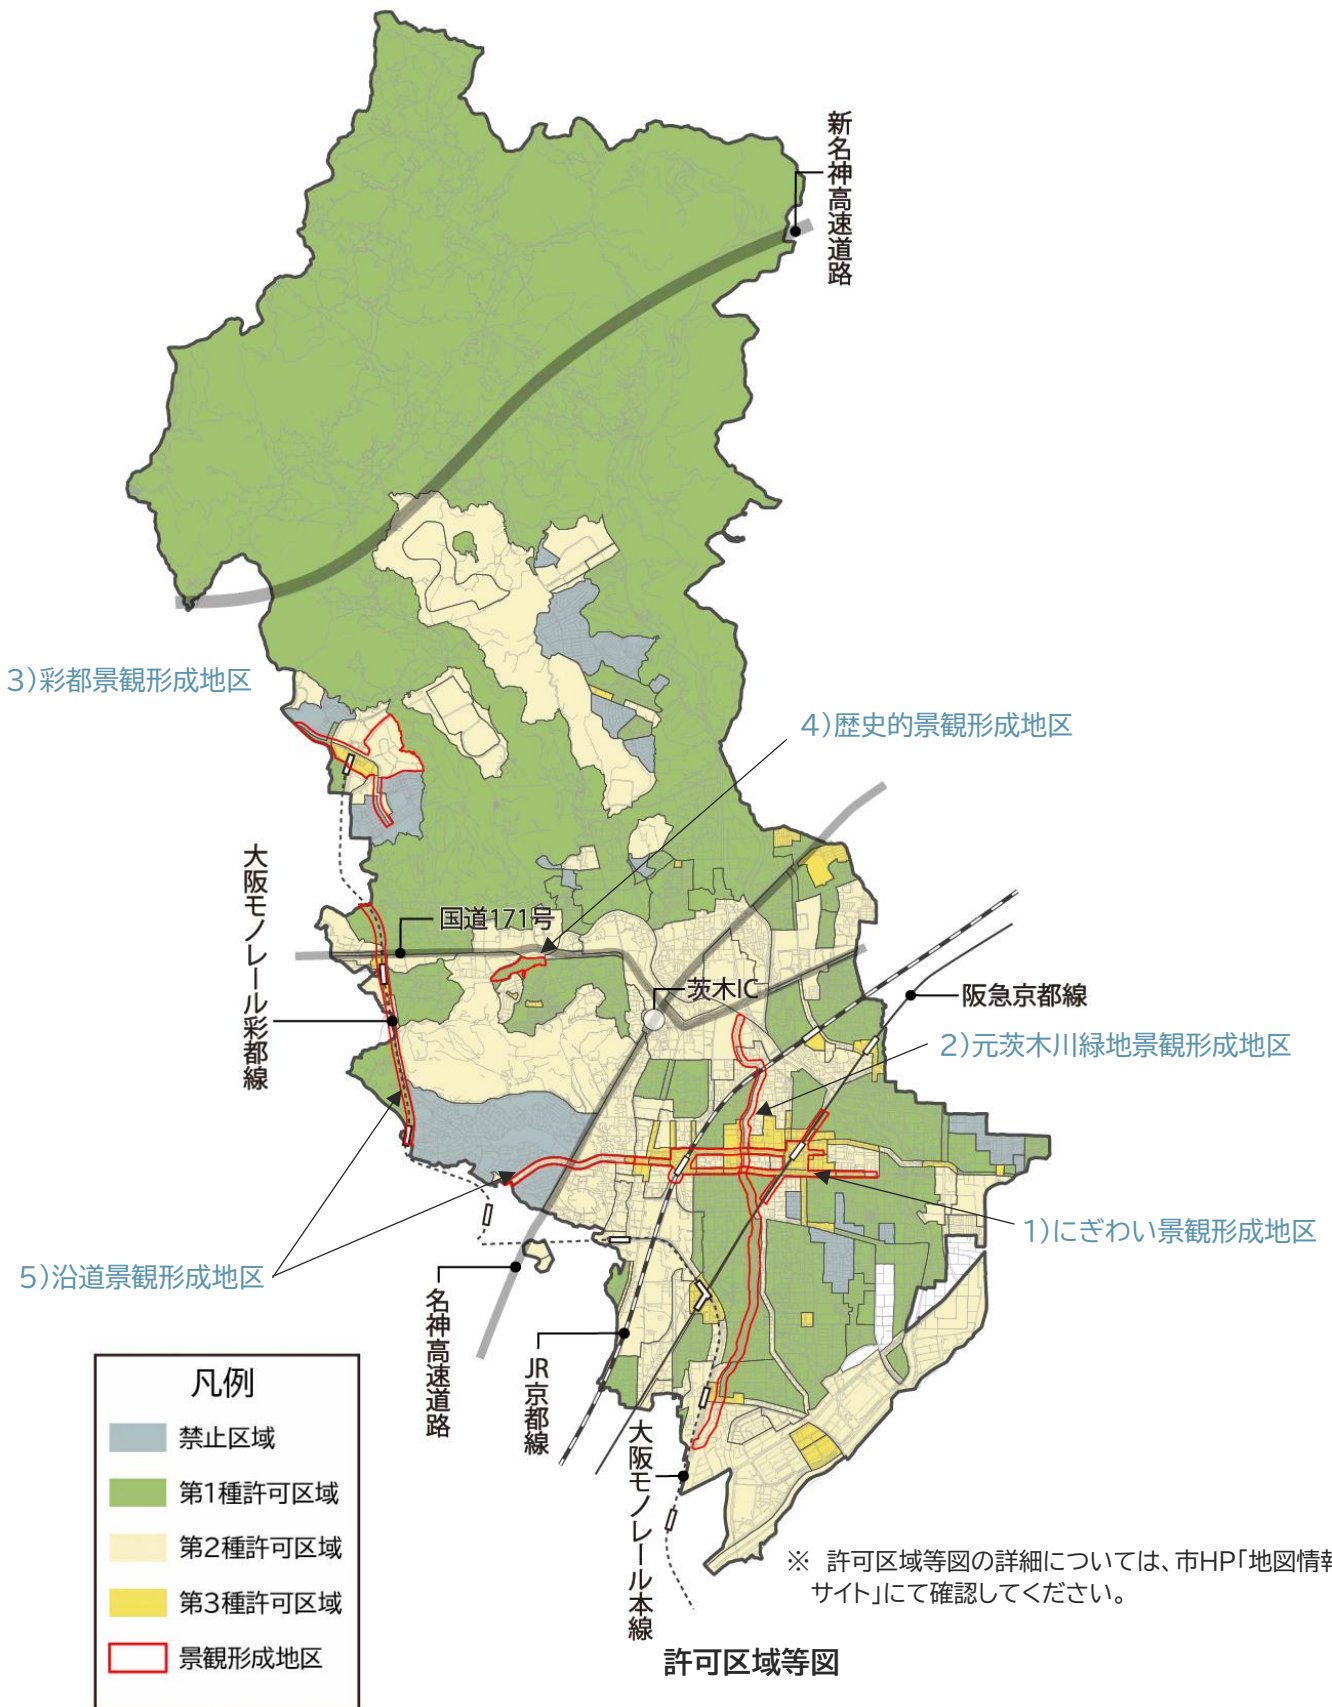 新名神高速道路
3)彩都景観形成地区
4)歴史的景観形成地区
大阪モノレール彩都線
国道171号
茨木IC
阪急京都線
2)元茨木川緑地景観形成地区
1)にぎわい景観形成地区
5)沿道景観形成地区
名神高速道路
JR京都線
大阪モノレール本線
凡例
禁止区域
第1種許可区域
第2種許可区域
第3種許可区域
景観形成地区
※ 許可区域等図の詳細については、市HP「地図情報
サイト」にて確認してください。
許可区域等図